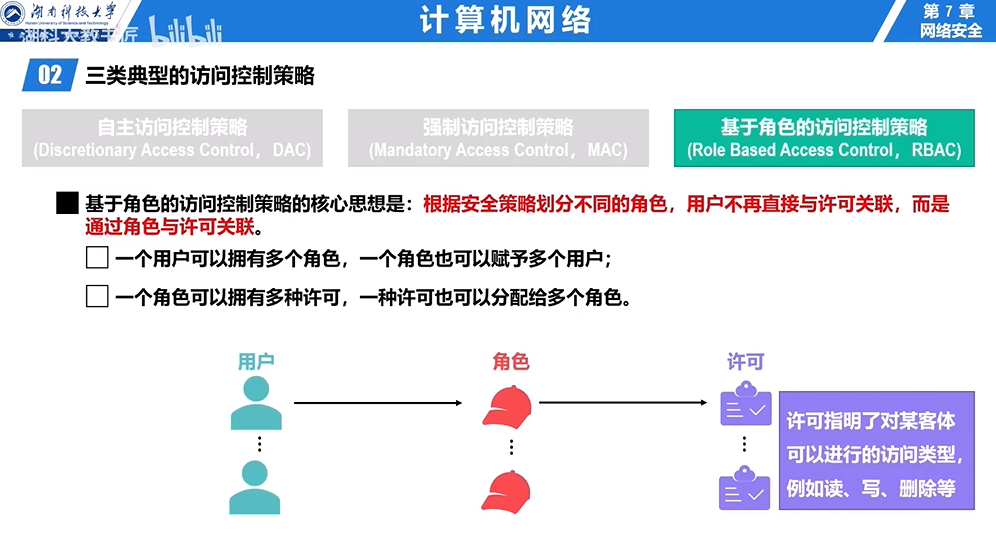 湖南科技大学
Hunan University of Science and Technology
湖科大教书匠
bilibili
计算机网络
第 7 章
网络安全
02
三类典型的访问控制策略
自主访问控制策略
(Discretionary Access Control, DAC)
强制访问控制策略
(Mandatory Access Control, MAC)
基于角色的访问控制策略
(Role Based Access Control, RBAC)
基于角色的访问控制策略的核心思想是：根据安全策略划分不同的角色，用户不再直接与许可关联，而是
通过角色与许可关联。
一个用户可以拥有多个角色，一个角色也可以赋予多个用户；
一个角色可以拥有多种许可，一种许可也可以分配给多个角色。
用户
角色
许可
许可指明了对某客体
可以进行的访问类型，
例如读、写、删除等